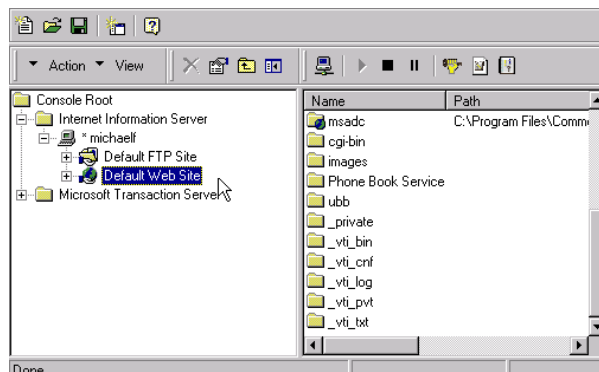 Action View
Console Root
Internet Information Server
* michaelf
Default FTP Site
Default Web Site
Microsoft Transaction Server
Name Path
msadc C:\Program Files\Comm
cgi-bin
images
Phone Book Service
ubb
_private
_vti_bin
_vti_cnf
_vti_log
_vti_pvt
_vti_txt
Done